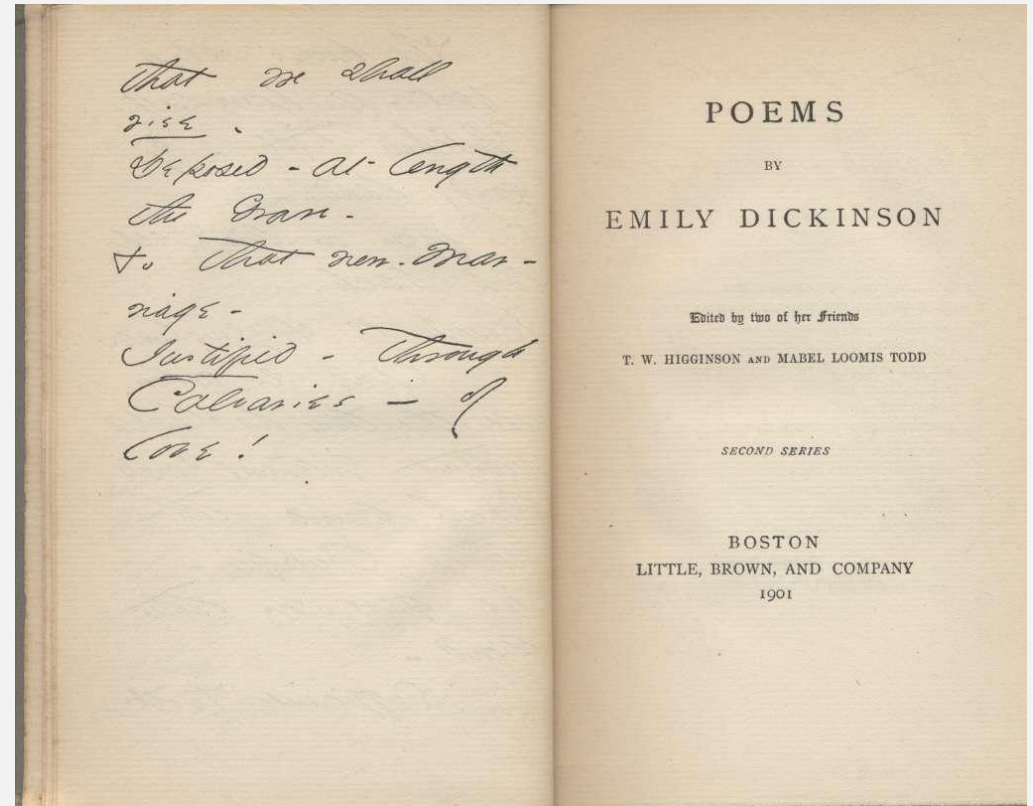 that we shall
rise.
Deposed - at length
the Grave -
To that new. Mar-
riage -
Justified - through
Calvaries - of
Love!
POEMS
BY
EMILY DICKINSON
Edited by two of her Friends
T. W. HIGGINSON AND MABEL LOOMIS TODD
SECOND SERIES
BOSTON
LITTLE, BROWN, AND COMPANY
1901